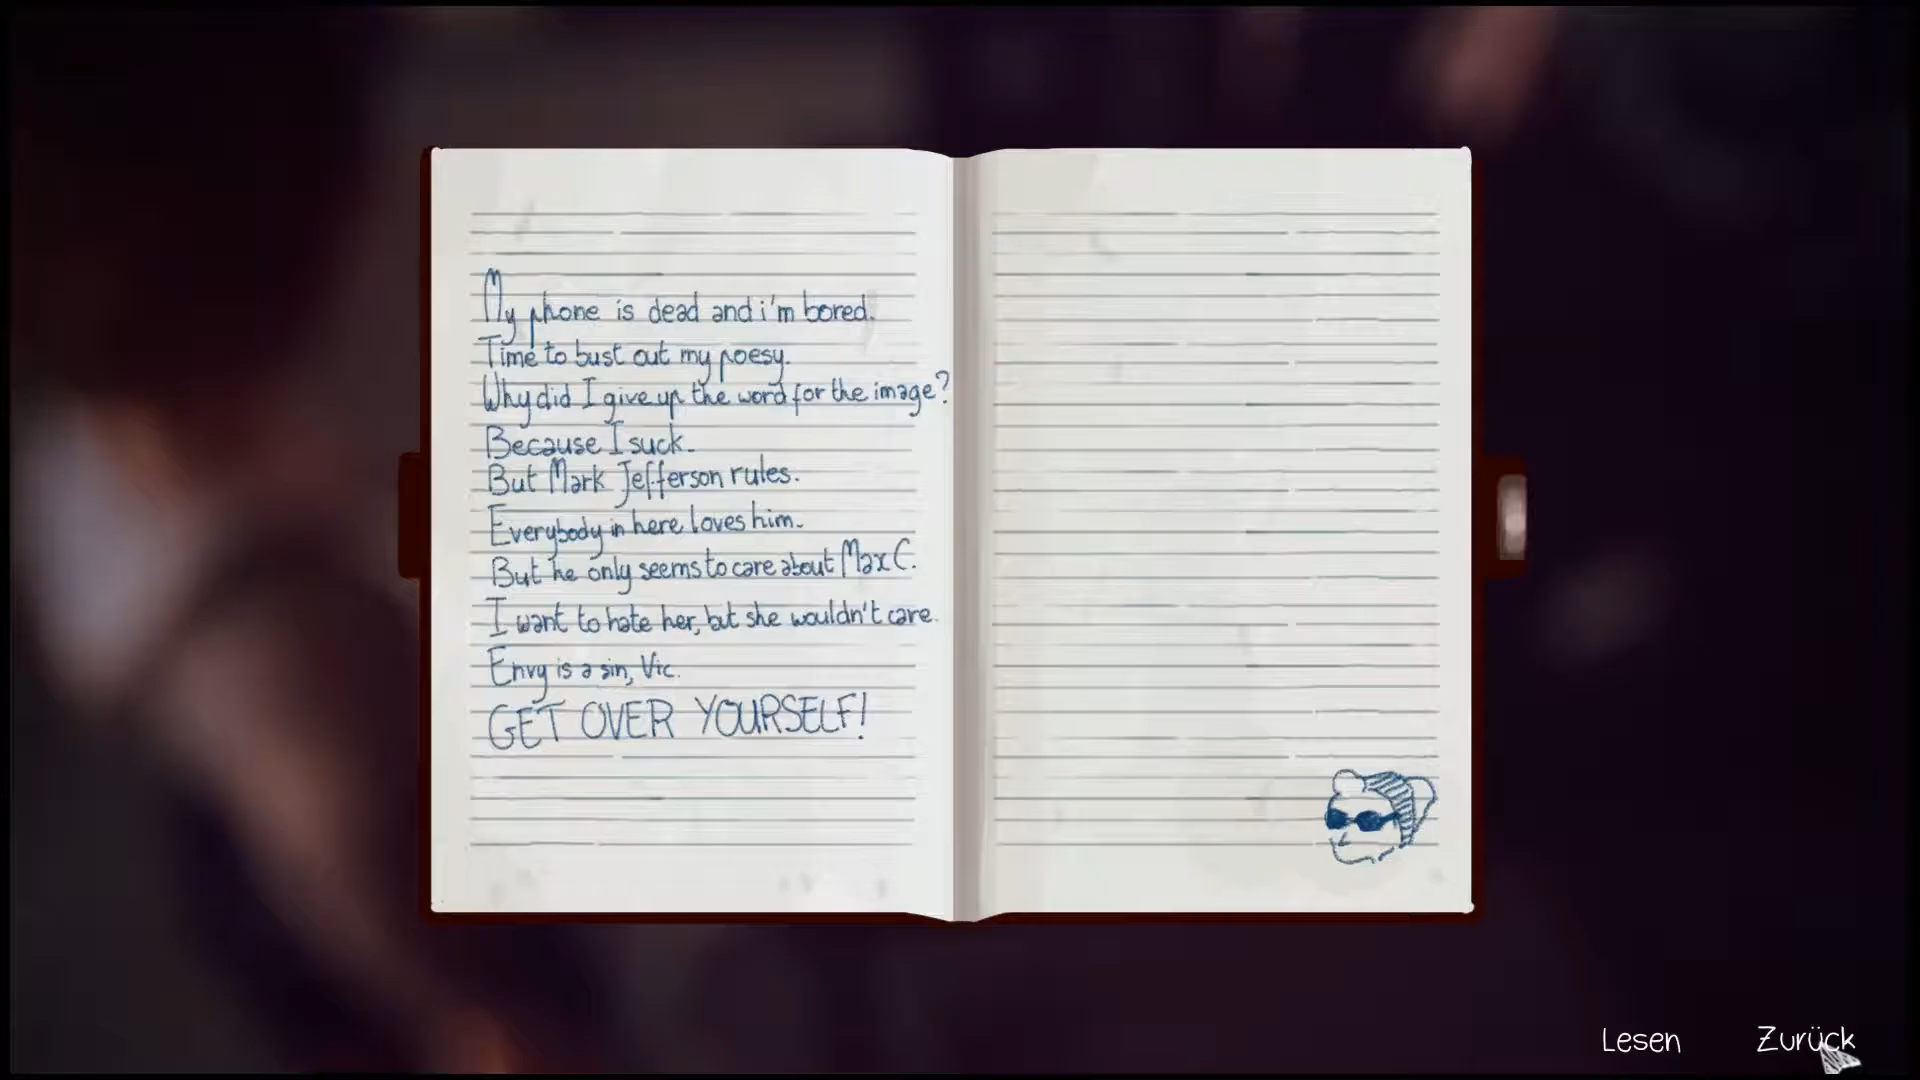 My phone is dead and i'm bored.
Time to bust out my poesy.
Why did I give up the word for the image?
Because I suck.
But Mark Jefferson rules.
Everybody in here loves him.
But he only seems to care about Max C.
I want to hate her, but she wouldn't care.
Envy is a sin, Vic.
GET OVER YOURSELF!
Lesen Zurück